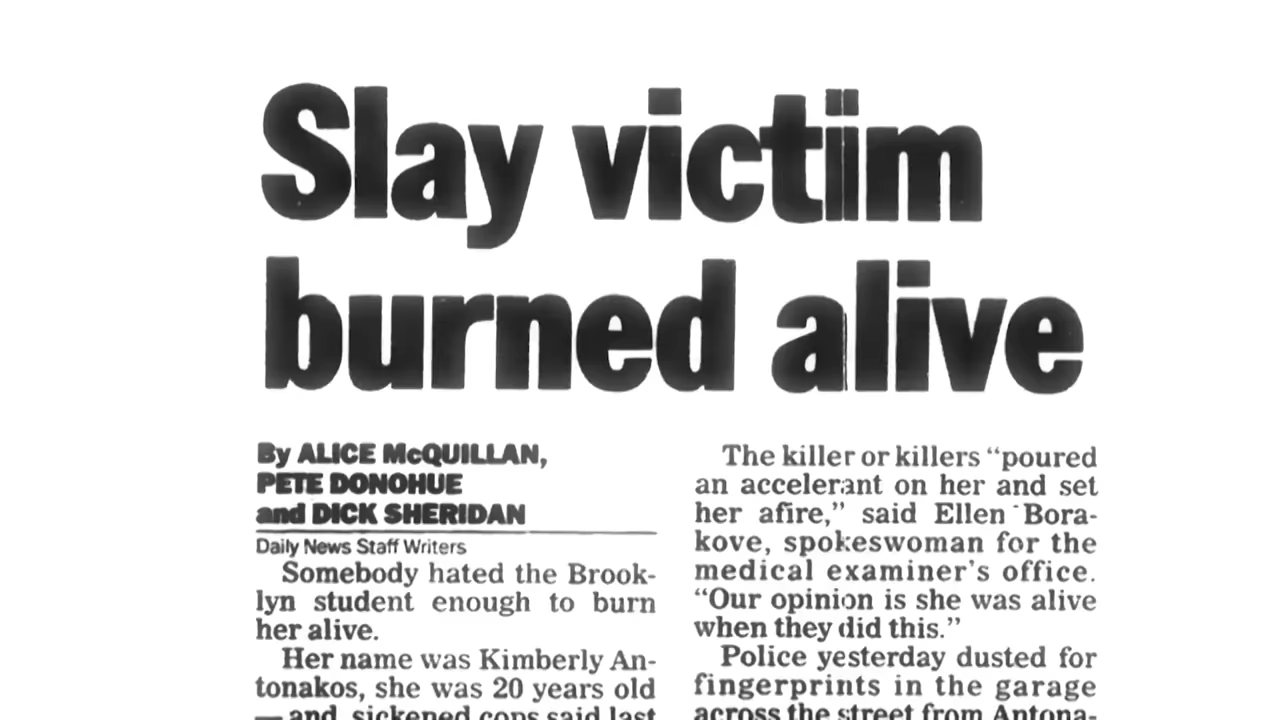 Slay victim
burned alive
By ALICE McQUILLAN,
PETE DONOHUE
and DICK SHERIDAN
Daily News Staff Writers
Somebody hated the Brook-
lyn student enough to burn
her alive.
Her name was Kimberly An-
tonakos, she was 20 years old
— and, sickened cops said last
The killer or killers “poured
an accelerant on her and set
her afire,” said Ellen Bora-
kove, spokeswoman for the
medical examiner's office.
“Our opinion is she was alive
when they did this.”
Police yesterday dusted for
fingerprints in the garage
across the street from Antona-